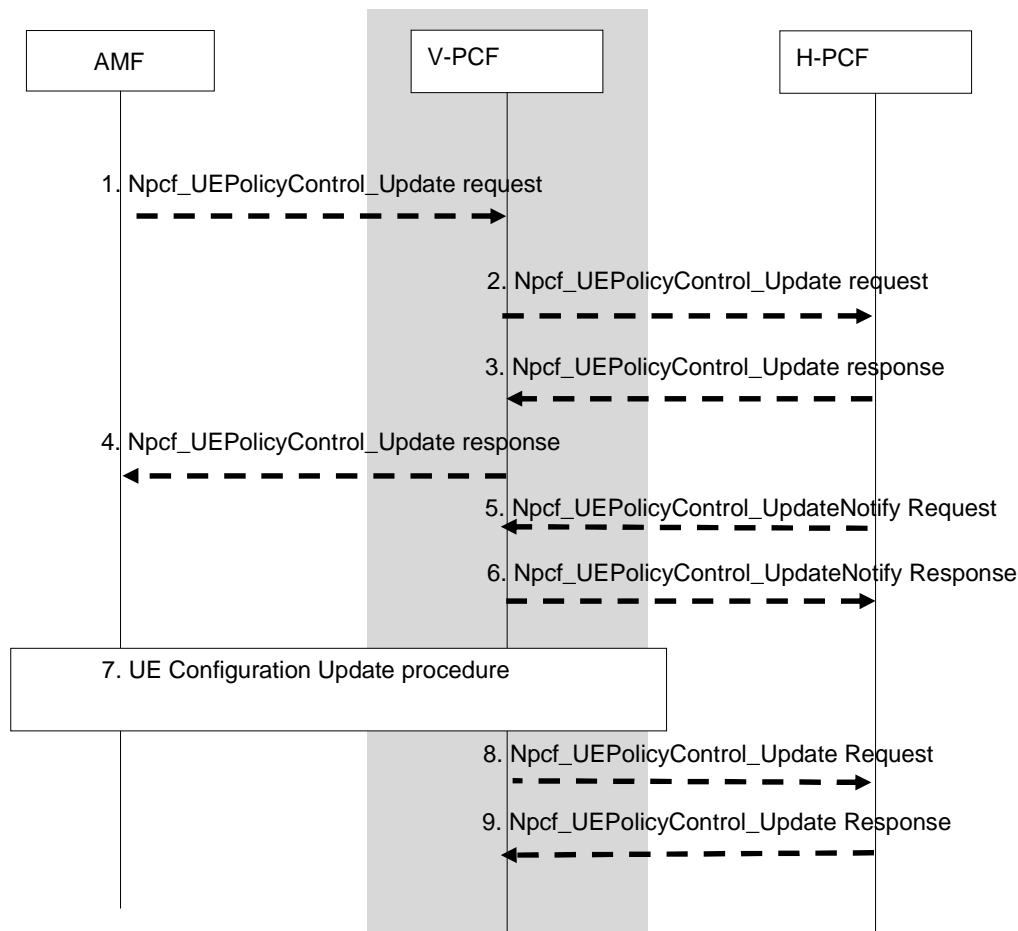 AMF
V-PCF
H-PCF
1. Npcf_UEPolicyControl_Update request
2. Npcf_UEPolicyControl_Update request
3. Npcf_UEPolicyControl_Update response
4. Npcf_UEPolicyControl_Update response
5. Npcf_UEPolicyControl_UpdateNotify Request
6. Npcf_UEPolicyControl_UpdateNotify Response
7. UE Configuration Update procedure
8. Npcf_UEPolicyControl_Update Request
9. Npcf_UEPolicyControl_Update Response